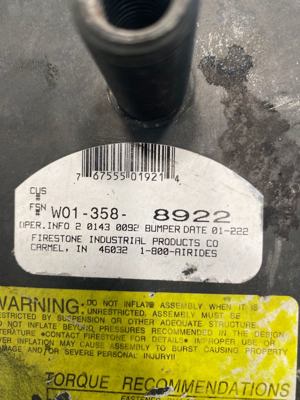 7 67555 01921 4
CUS #
FSN W01-358- 8922
OPER.INFO 2 0143 0092 BUMPER DATE 01-222
FIRESTONE INDUSTRIAL PRODUCTS CO
CARMEL, IN 46032 1-800-AIRIDES
WARNING: DO NOT INFLATE ASSEMBLY WHEN IT IS
UNRESTRICTED. ASSEMBLY MUST BE
RESTRICTED BY SUSPENSION OR OTHER ADEQUATE STRUCTURE
DO NOT INFLATE BEYOND PRESSURES RECOMMENDED IN THE DESIGN
LITERATURE *CONTACT FIRESTONE FOR DETAILS* IMPROPER USE OR
INFLATION MAY CAUSE ASSEMBLY TO BURST CAUSING PROPERTY
AND/OR SEVERE PERSONAL INJURY!!
TORQUE RECOMMENDATIONS